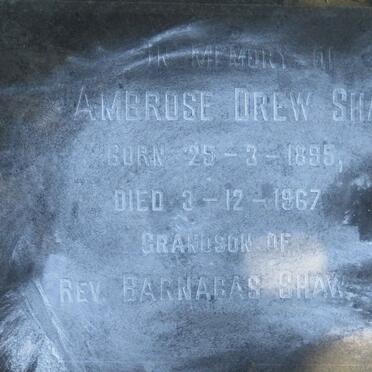 IN MEMORY OF
AMBROSE DREW SHA
BORN 25-3-1895,
DIED 3-12-1967
GRANDSON OF
REV. BARNABAS SHAW